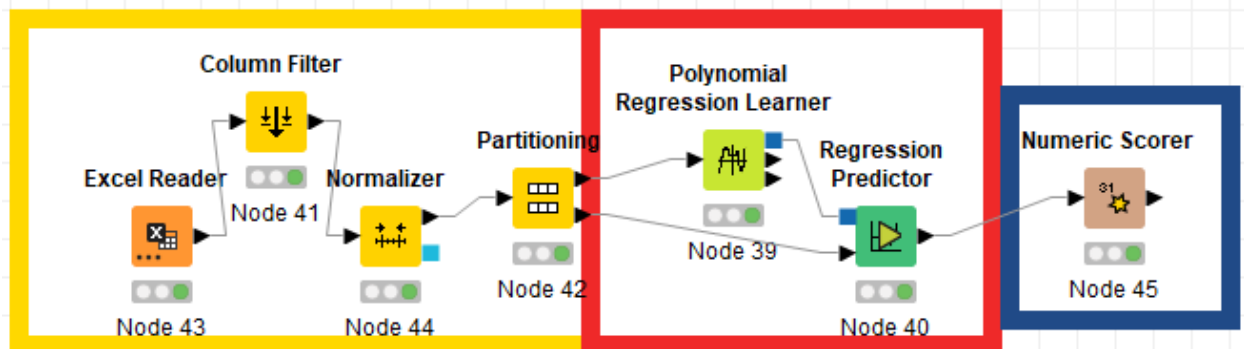 Column Filter
Node 41
Excel Reader
Node 43
Normalizer
Node 44
Partitioning
Node 42
Polynomial
Regression Learner
Node 39
Regression
Predictor
Node 40
Numeric Scorer
31
Node 45